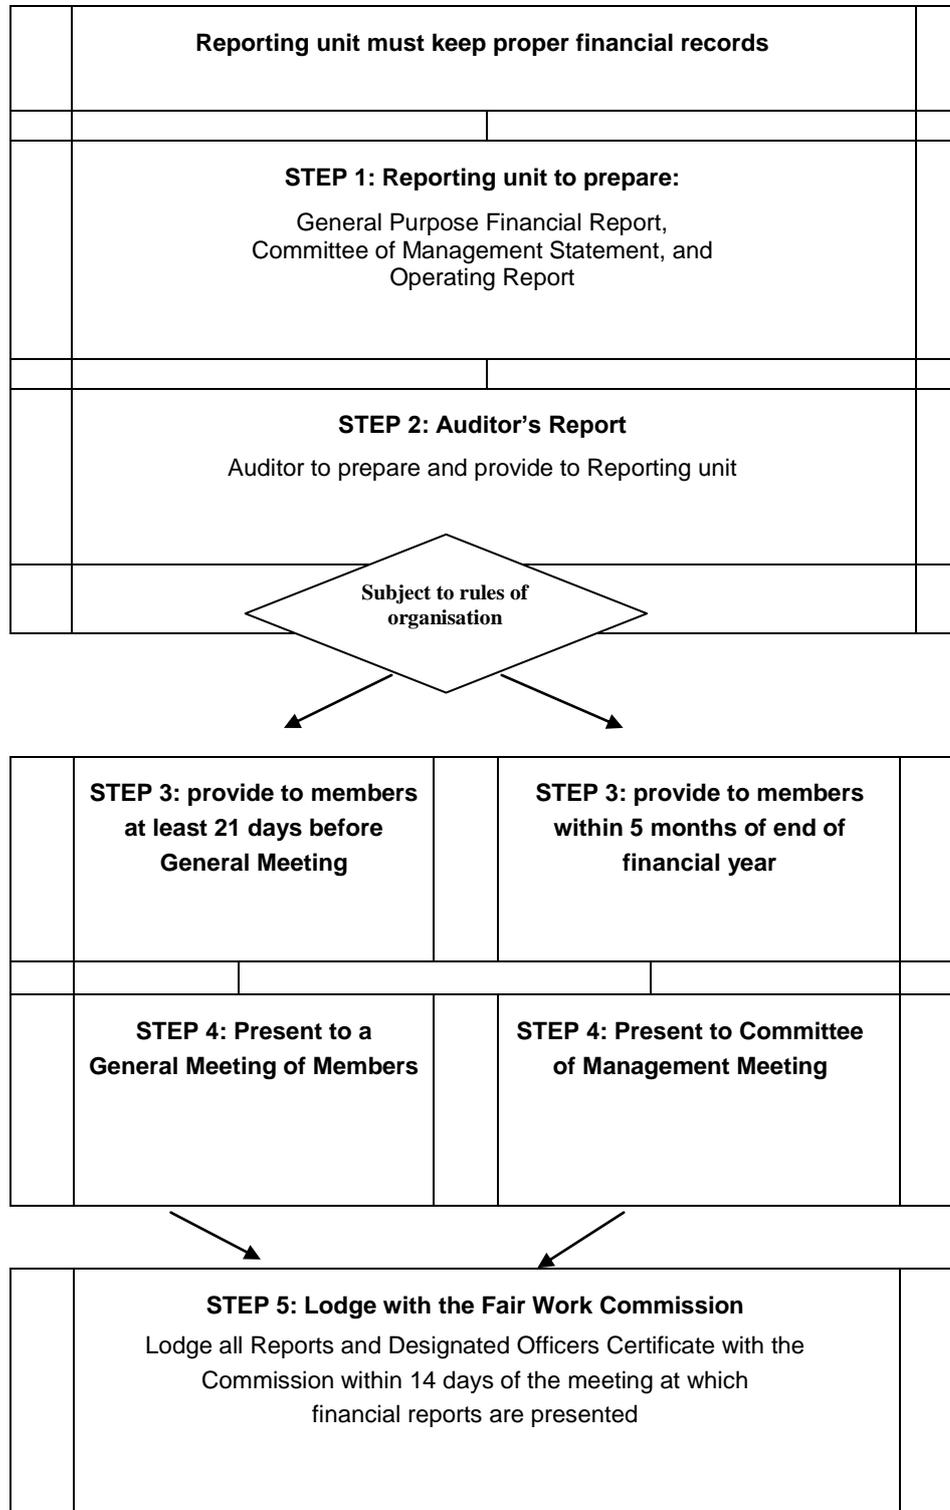 Reporting unit must keep proper financial records
STEP 1: Reporting unit to prepare:
General Purpose Financial Report,
Committee of Management Statement, and
Operating Report
STEP 2: Auditor’s Report
Auditor to prepare and provide to Reporting unit
Subject to rules of
organisation
STEP 3: provide to members
at least 21 days before
General Meeting
STEP 3: provide to members
within 5 months of end of
financial year
STEP 4: Present to a
General Meeting of Members
STEP 4: Present to Committee
of Management Meeting
STEP 5: Lodge with the Fair Work Commission
Lodge all Reports and Designated Officers Certificate with the
Commission within 14 days of the meeting at which
financial reports are presented